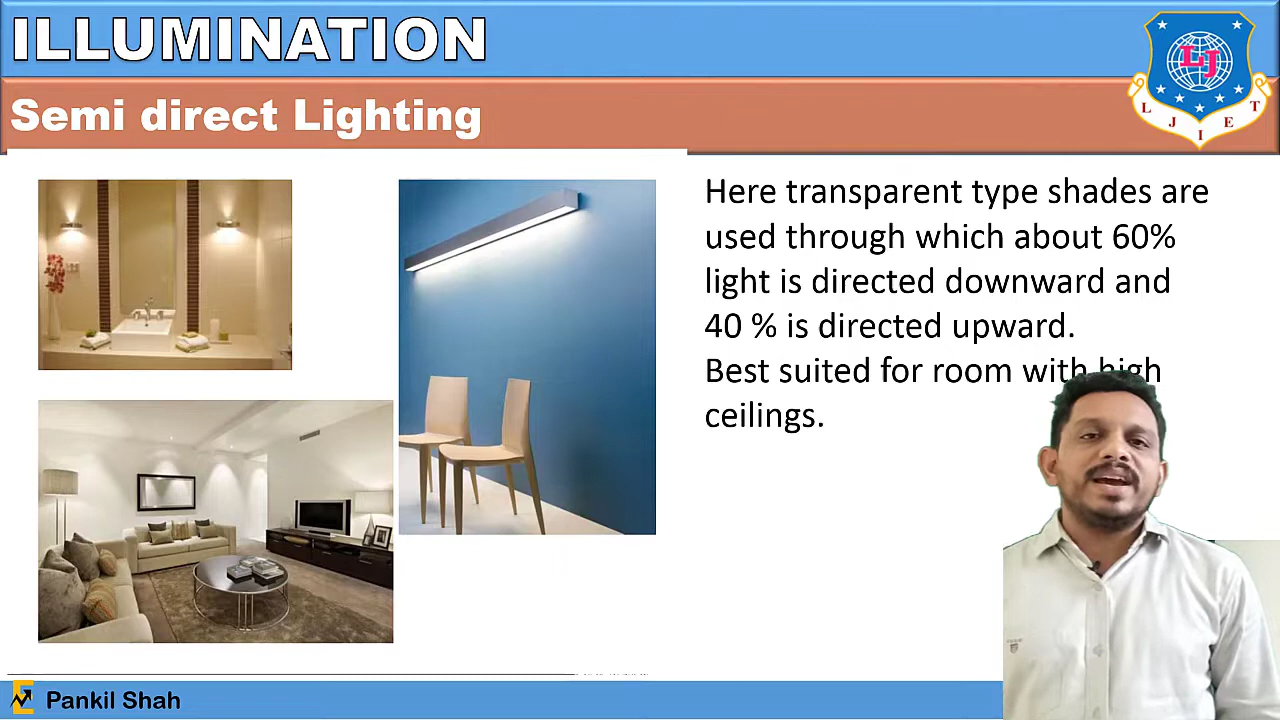 ILLUMINATION
Semi direct Lighting
LJ
L J I E T
Here transparent type shades are
used through which about 60%
light is directed downward and
40 % is directed upward.
Best suited for room with high
ceilings.
Pankil Shah